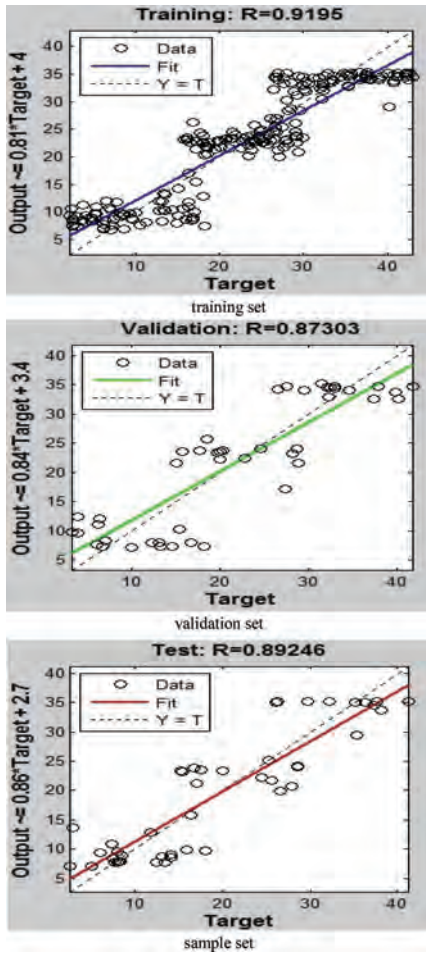 Training: R=0.9195
Output ~= 0.81*Target + 4
Data
Fit
Y = T
40
35
30
25
20
15
10
5
10 20 30 40
Target
training set
Validation: R=0.87303
Output ~= 0.84*Target + 3.4
Data
Fit
Y = T
40
35
30
25
20
15
10
5
10 20 30 40
Target
validation set
Test: R=0.89246
Output ~= 0.86*Target + 2.7
Data
Fit
Y = T
40
35
30
25
20
15
10
5
10 20 30 40
Target
sample set